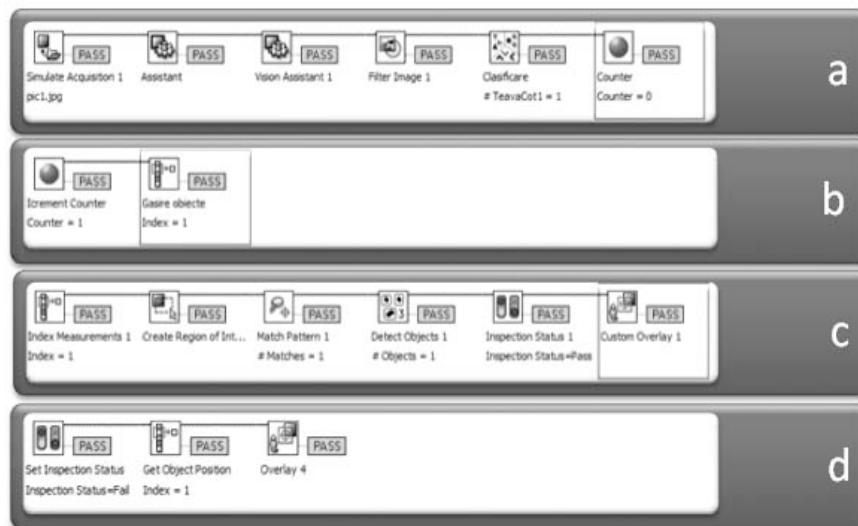 PASS PASS PASS PASS PASS PASS
Simulate Acquisition 1 Assistant Vision Assistant 1 Filter Image 1 Clasificare Counter
pic1.jpg # TeavaCot1 = 1 Counter = 0
a
PASS PASS
Icrement Counter Gasire obiecte
Counter = 1 Index = 1
b
PASS PASS PASS PASS PASS PASS
Index Measurements 1 Create Region of Int... Match Pattern 1 Detect Objects 1 Inspection Status 1 Custom Overlay 1
Index = 1 # Matches = 1 # Objects = 1 Inspection Status=Pass
c
PASS PASS PASS
Set Inspection Status Get Object Position Overlay 4
Inspection Status=Fail Index = 1
d